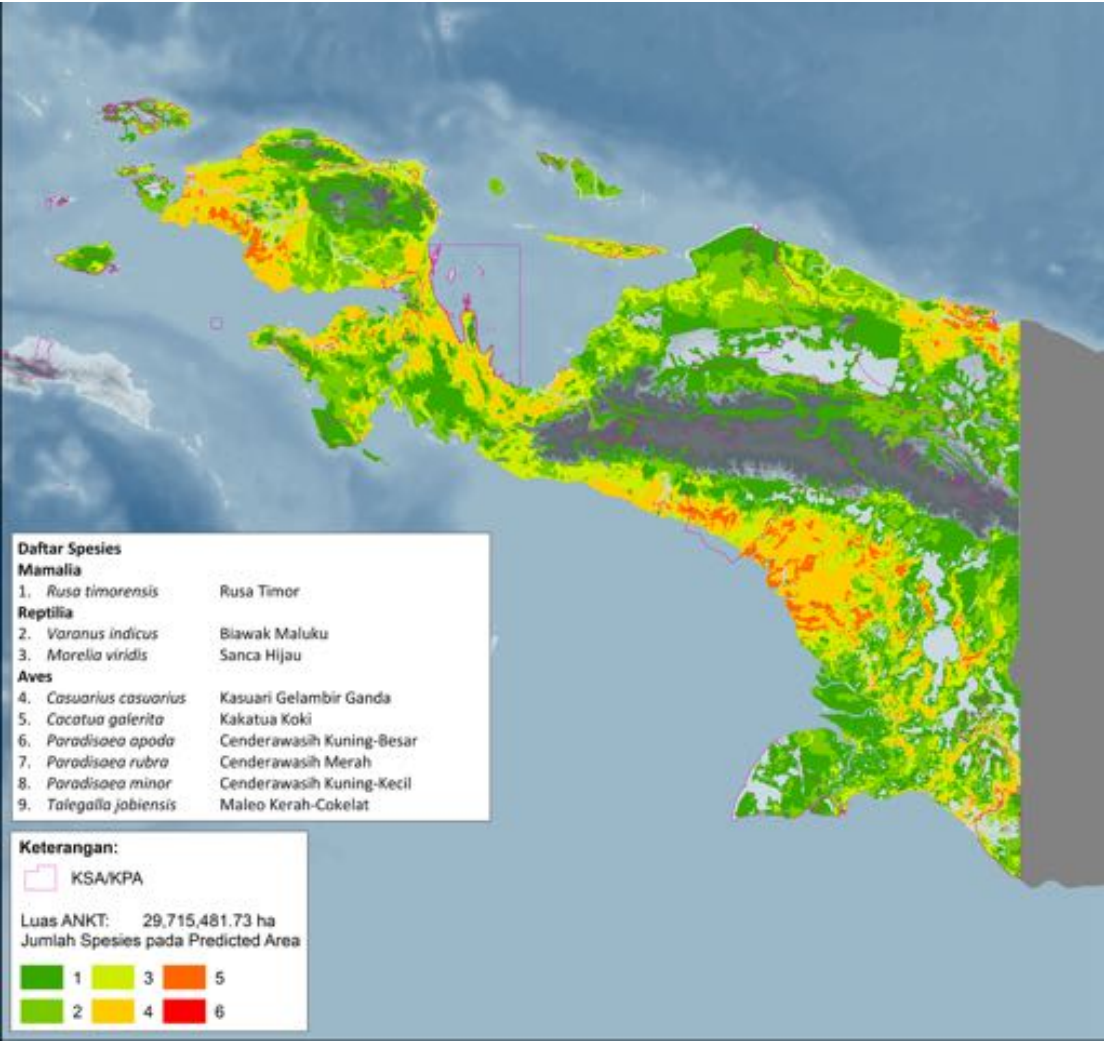 Daftar Spesies
Mamalia
1. Rusa timorensis Rusa Timor
Reptilia
2. Varanus indicus Biawak Maluku
3. Morelia viridis Sanca Hijau
Aves
4. Casuarius casuarius Kasuari Gelambir Ganda
5. Cacatua galerita Kakatua Koki
6. Paradisaea apoda Cenderawasih Kuning-Besar
7. Paradisaea rubra Cenderawasih Merah
8. Paradisaea minor Cenderawasih Kuning-Kecil
9. Talegalla jobiensis Maleo Kerah-Cokelat
Keterangan:
KSA/KPA
Luas ANKT: 29,715,481.73 ha
Jumlah Spesies pada Predicted Area
1 3 5
2 4 6